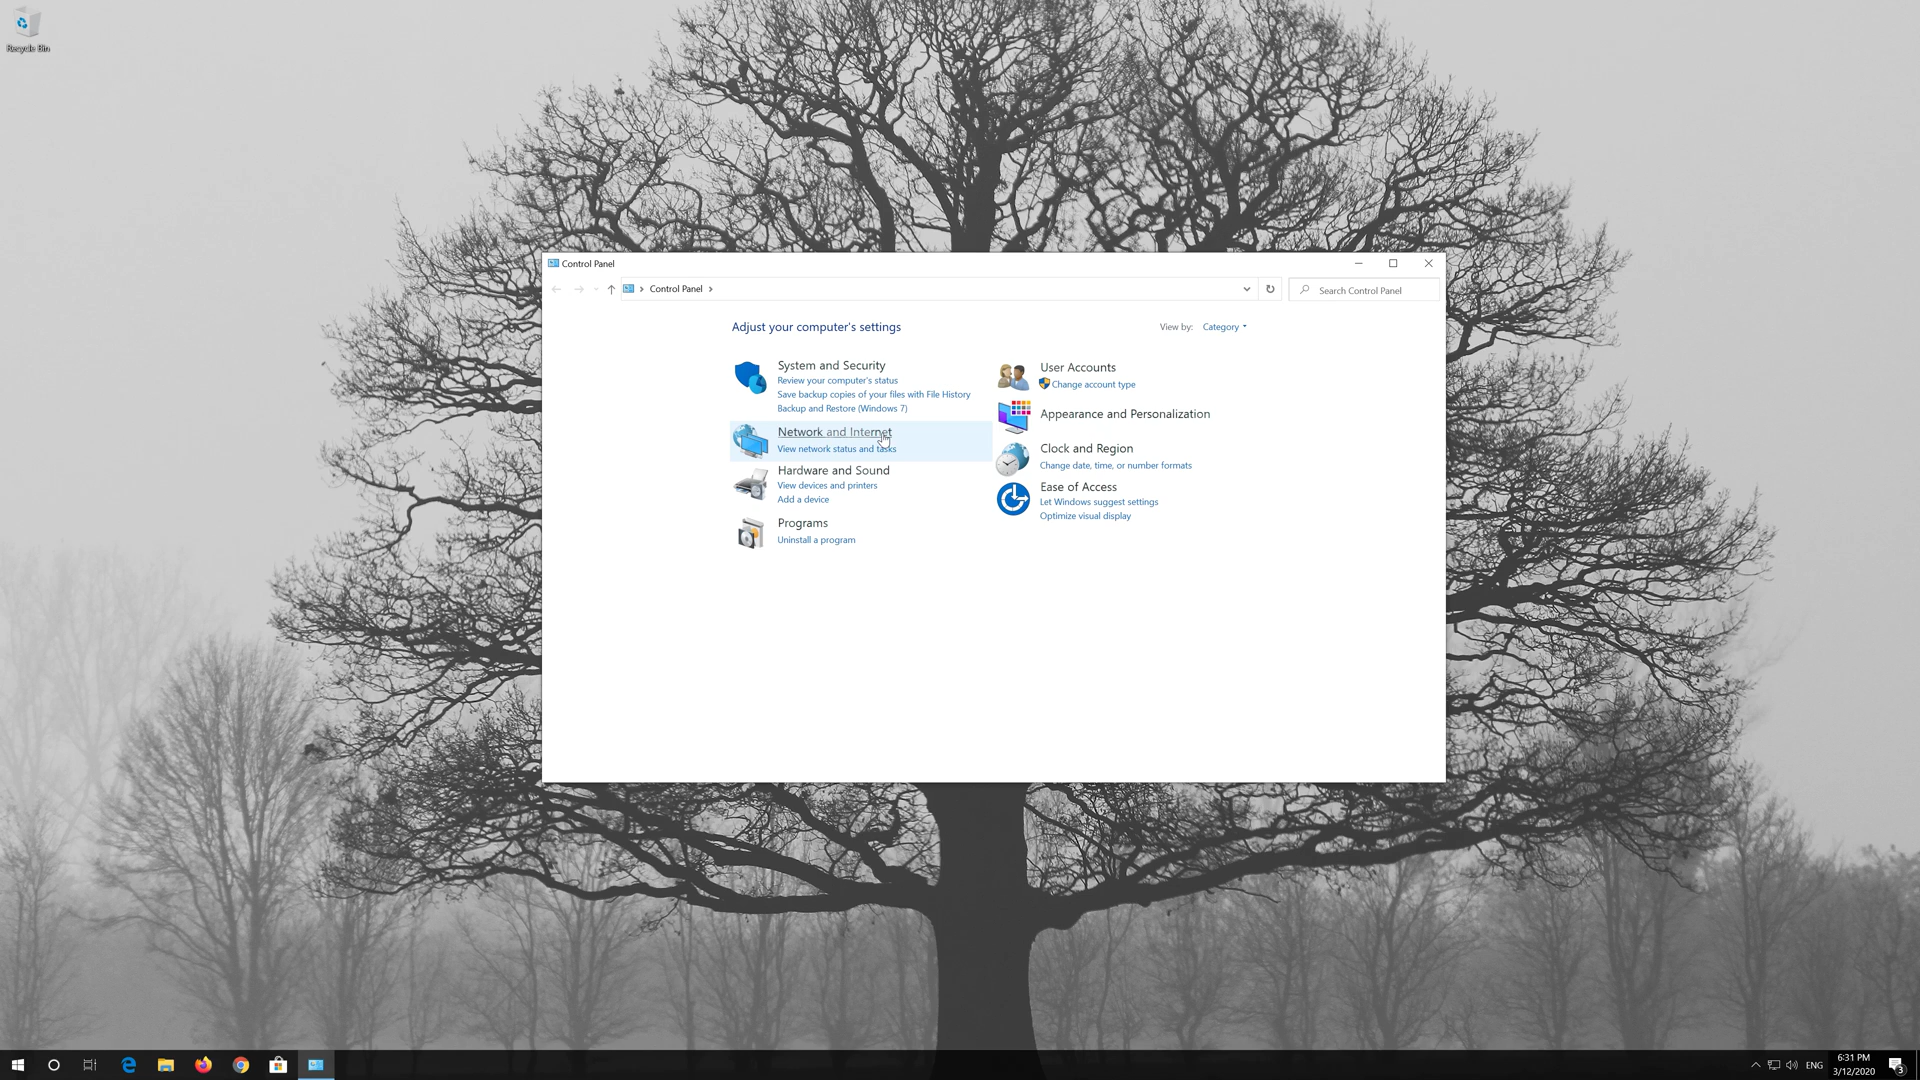 Recycle Bin
Control Panel
Control Panel
Search Control Panel
Adjust your computer's settings
View by: Category
System and Security
Review your computer's status
Save backup copies of your files with File History
Backup and Restore (Windows 7)
Network and Internet
View network status and tasks
Hardware and Sound
View devices and printers
Add a device
Programs
Uninstall a program
User Accounts
Change account type
Appearance and Personalization
Clock and Region
Change date, time, or number formats
Ease of Access
Let Windows suggest settings
Optimize visual display
ENG
6:31 PM
3/12/2020
3